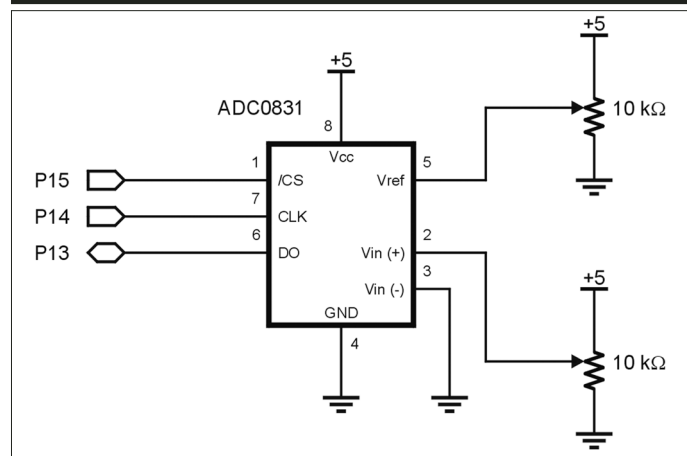 +5
+5
ADC0831
10 kΩ
8
Vcc
1
5
P15
/CS
Vref
7
P14
CLK
6
2
P13
DO
Vin (+)
3
Vin (-)
+5
GND
4
10 kΩ